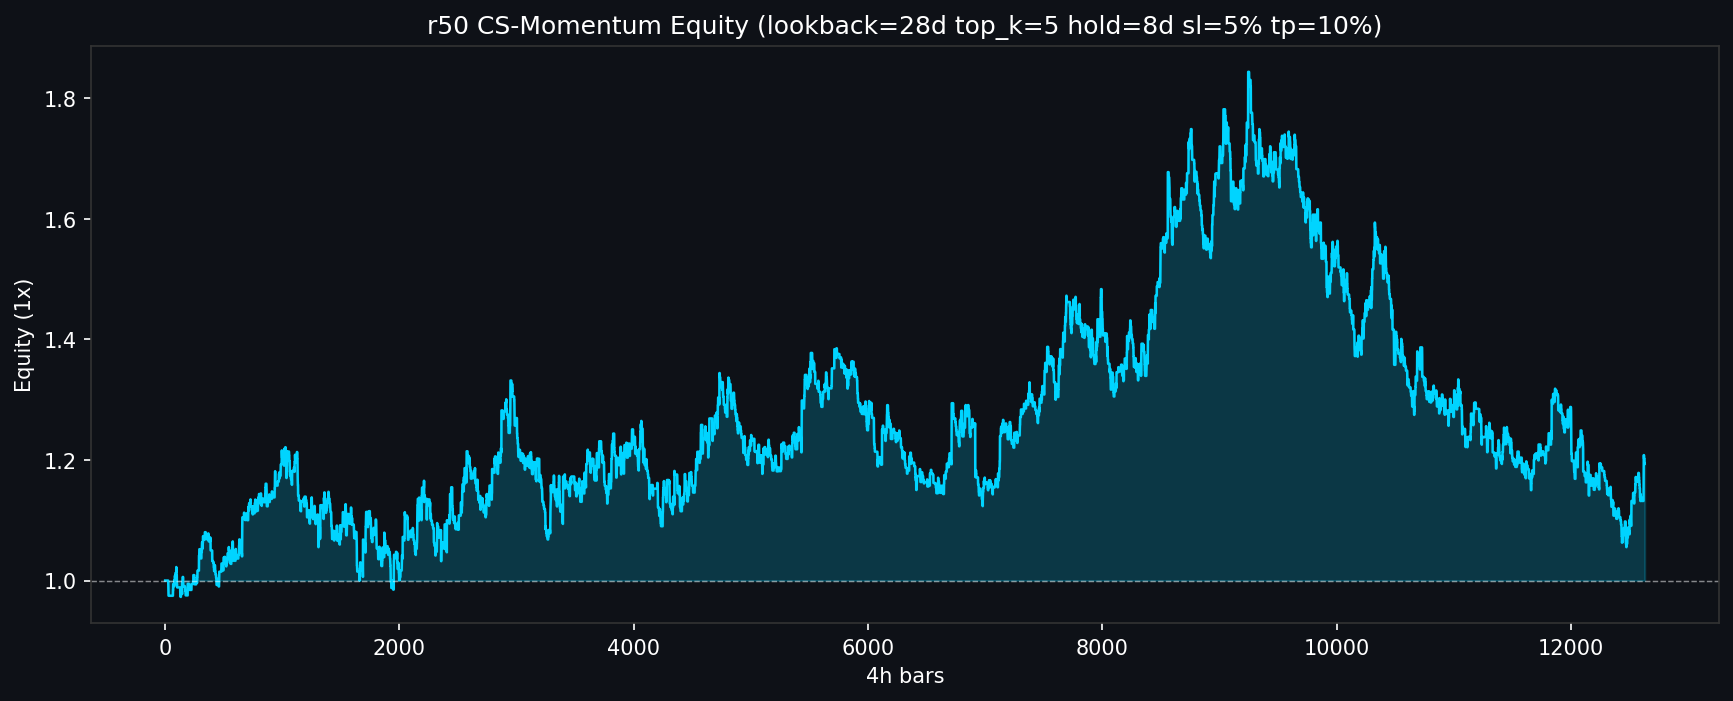 r50 CS-Momentum Equity (lookback=28d top_k=5 hold=8d sl=5% tp=10%)
Equity (1x)
1.8
1.6
1.4
1.2
1.0
0 2000 4000 6000 8000 10000 12000
4h bars